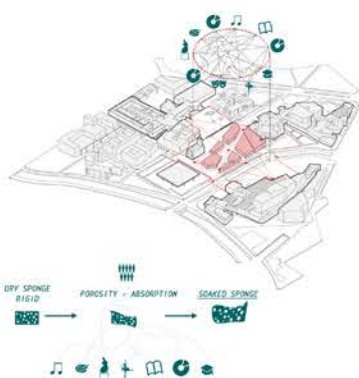 DRY SPONGE
RIGID
POROSITY - ABSORPTION
SOAKED SPONGE